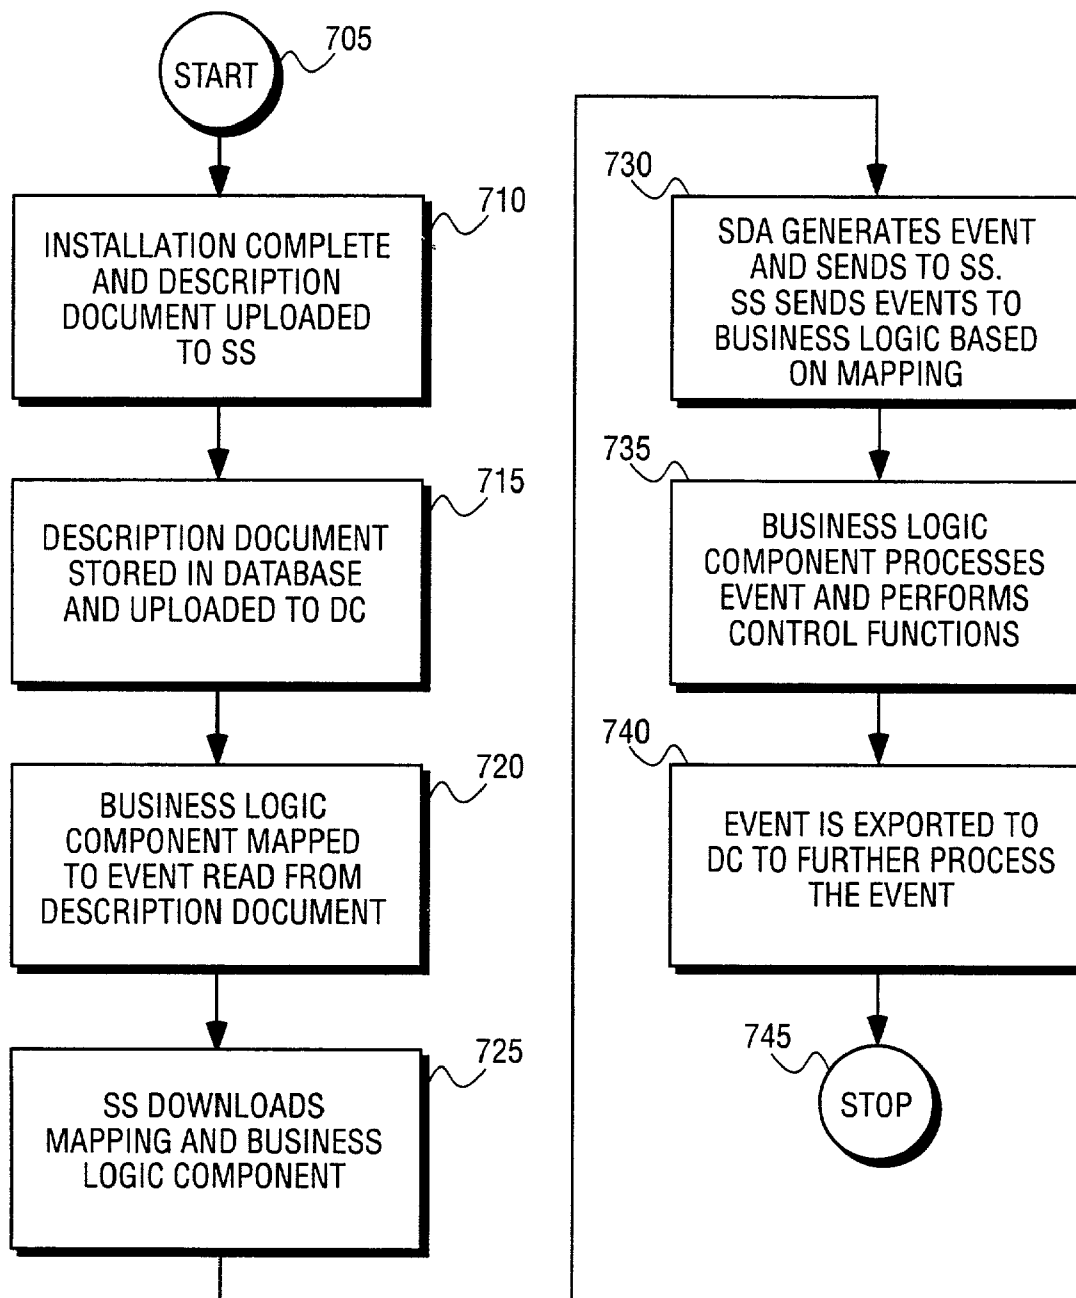 705
START
710
INSTALLATION COMPLETE
AND DESCRIPTION
DOCUMENT UPLOADED
TO SS
715
DESCRIPTION DOCUMENT
STORED IN DATABASE
AND UPLOADED TO DC
720
BUSINESS LOGIC
COMPONENT MAPPED
TO EVENT READ FROM
DESCRIPTION DOCUMENT
725
SS DOWNLOADS
MAPPING AND BUSINESS
LOGIC COMPONENT
730
SDA GENERATES EVENT
AND SENDS TO SS.
SS SENDS EVENTS TO
BUSINESS LOGIC BASED
ON MAPPING
735
BUSINESS LOGIC
COMPONENT PROCESSES
EVENT AND PERFORMS
CONTROL FUNCTIONS
740
EVENT IS EXPORTED TO
DC TO FURTHER PROCESS
THE EVENT
745
STOP